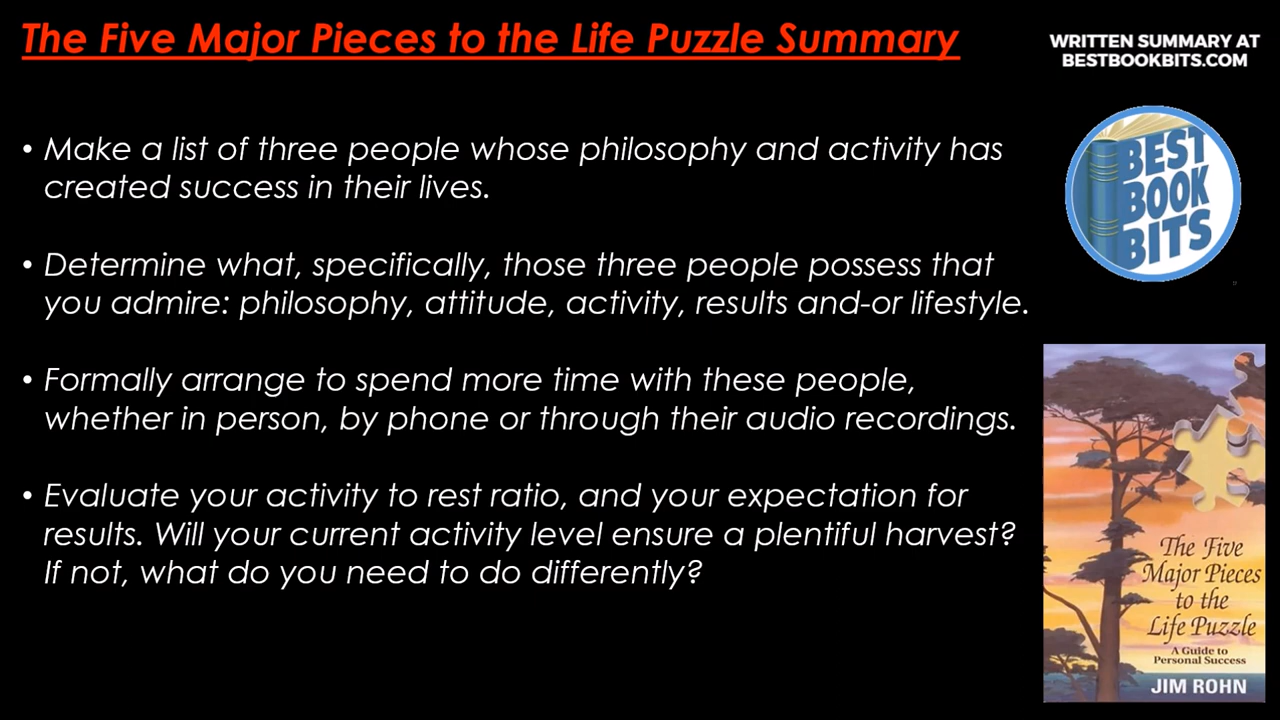 The Five Major Pieces to the Life Puzzle Summary
WRITTEN SUMMARY AT
BESTBOOKBITS.COM
• Make a list of three people whose philosophy and activity has
created success in their lives.
• Determine what, specifically, those three people possess that
you admire: philosophy, attitude, activity, results and-or lifestyle.
• Formally arrange to spend more time with these people,
whether in person, by phone or through their audio recordings.
• Evaluate your activity to rest ratio, and your expectation for
results. Will your current activity level ensure a plentiful harvest?
If not, what do you need to do differently?
BEST
BOOK
BITS
The Five
Major Pieces
to the
Life Puzzle
A Guide to
Personal Success
JIM ROHN